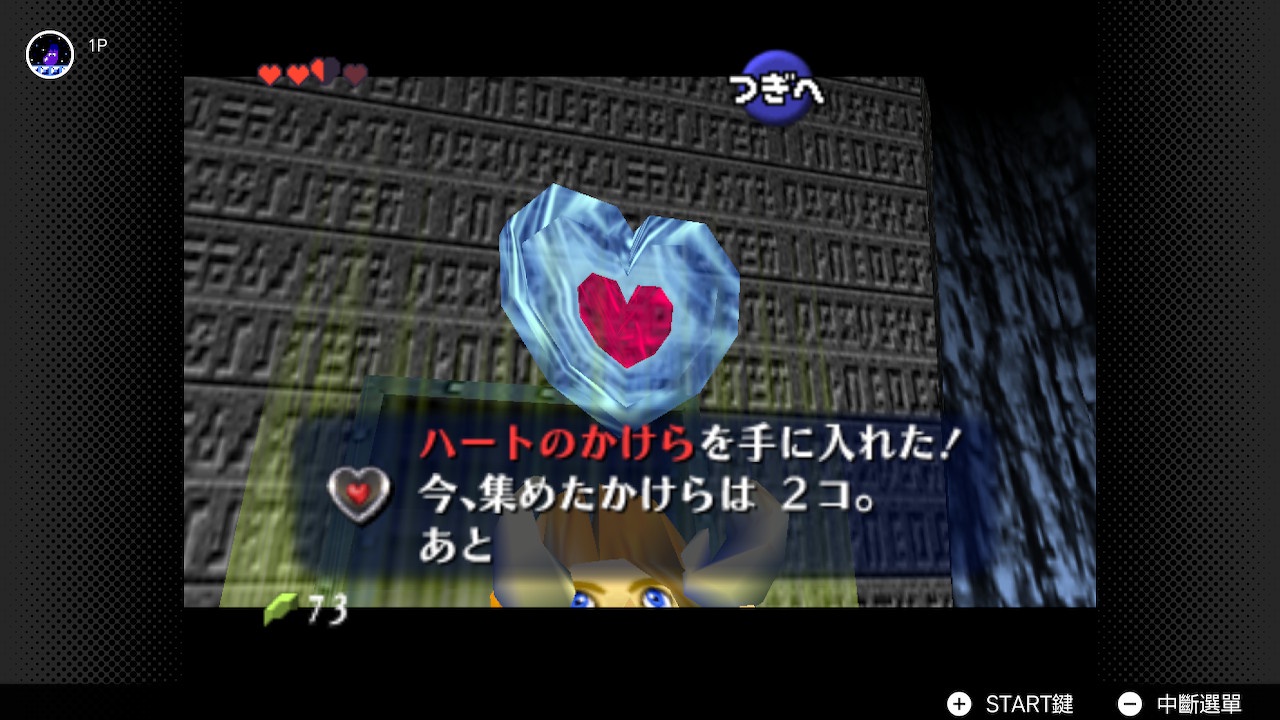 1P
つぎへ
ハートのかけらを手に入れた!
今、集めたかけらは 2コ。
あと
73
START鍵
中斷選單